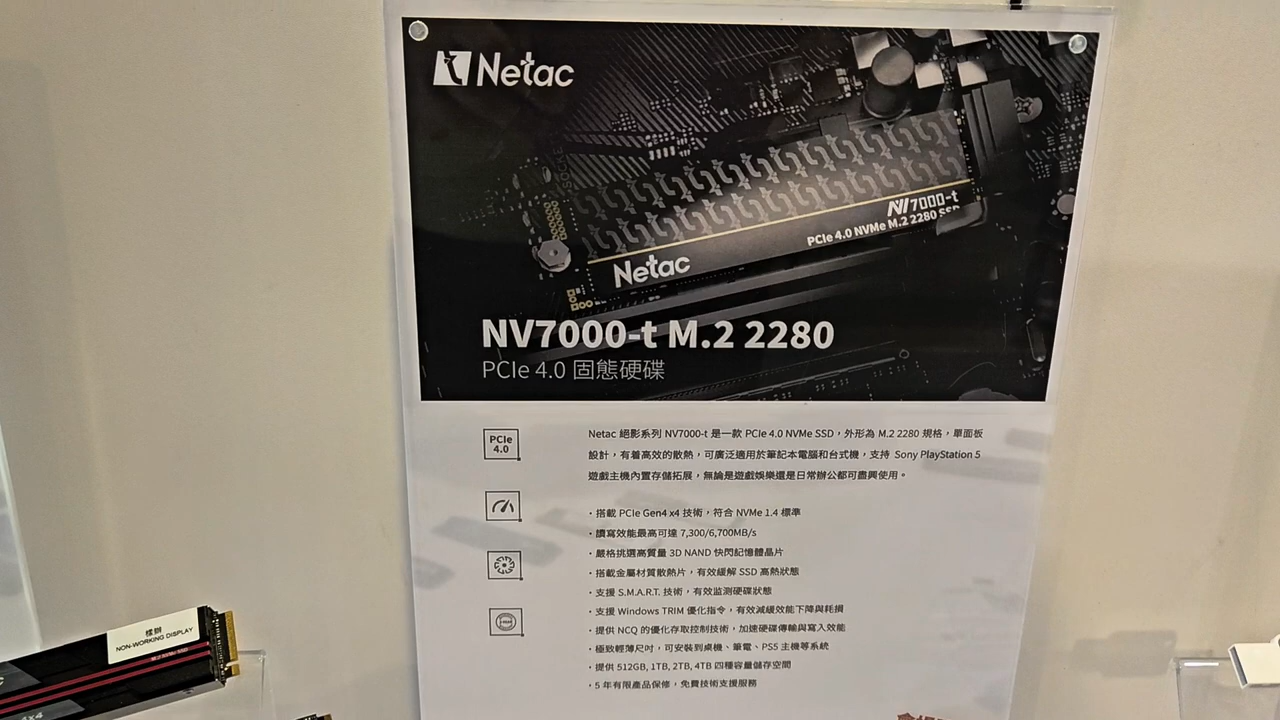 Netac
NV7000-t
PCIe 4.0 NVMe M.2 2280 SSD
Netac
NV7000-t M.2 2280
PCIe 4.0 固態硬碟
PCIe
4.0
Netac 絕影系列 NV7000-t 是一款 PCIe 4.0 NVMe SSD，外形為 M.2 2280 規格，單面板
設計，有着高效的散熱，可廣泛適用於筆記本電腦和台式機，支持 Sony PlayStation 5
遊戲主機內置存儲拓展，無論是遊戲娛樂還是日常辦公都可盡興使用。
・搭載 PCIe Gen4 x4 技術，符合 NVMe 1.4 標準
・讀寫效能最高可達 7,300/6,700MB/s
・嚴格挑選高質量 3D NAND 快閃記憶體晶片
・搭載金屬材質散熱片，有效緩解 SSD 高熱狀態
・支援 S.M.A.R.T. 技術，有效监测硬碟狀態
・支援 Windows TRIM 優化指令，有效減緩效能下降與耗損
・提供 NCQ 的優化存取控制技術，加速硬碟傳輸與寫入效能
・極致輕薄尺吋，可安裝到桌機、筆電、PS5 主機等系統
・提供 512GB, 1TB, 2TB, 4TB 四種容量儲存空間
・5 年有限產品保修，免費技術支援服務
樣辦
NON-WORKING DISPLAY
M.2 NVMe SSD
x4